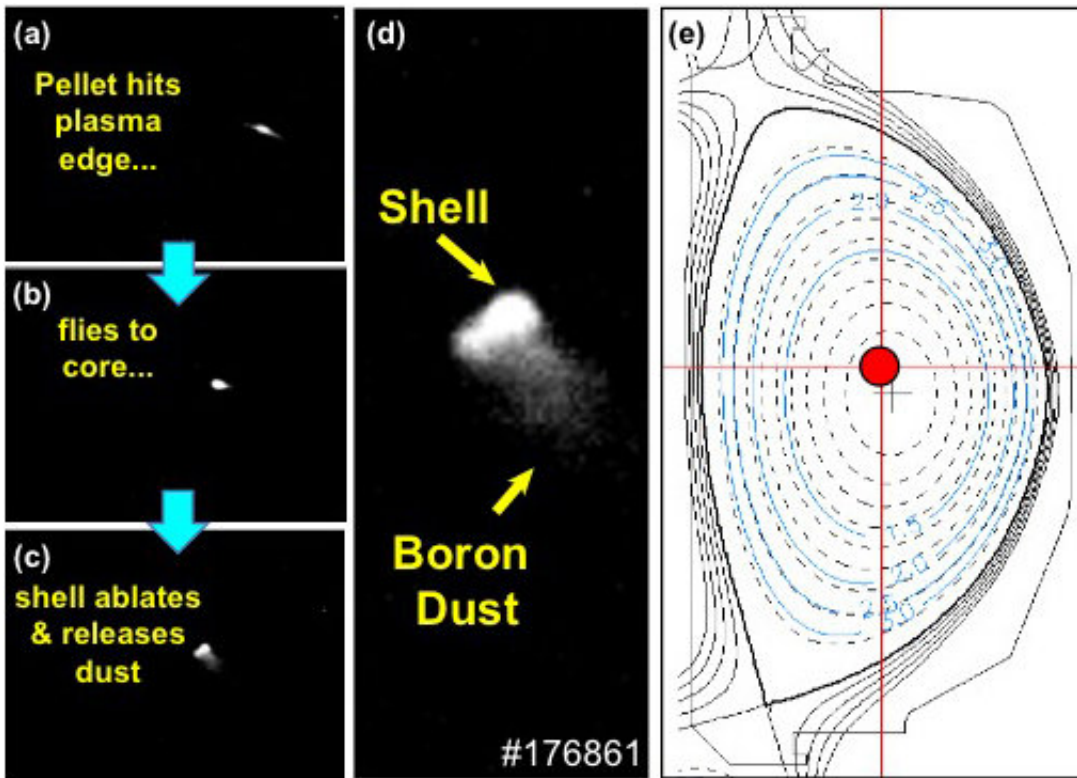 (a)
Pellet hits
plasma
edge...
(b)
flies to
core...
(c)
shell ablates
& releases
dust
(d)
Shell
Boron
Dust
#176861
(e)
2.0
2.5
1.5
2.0
3.0